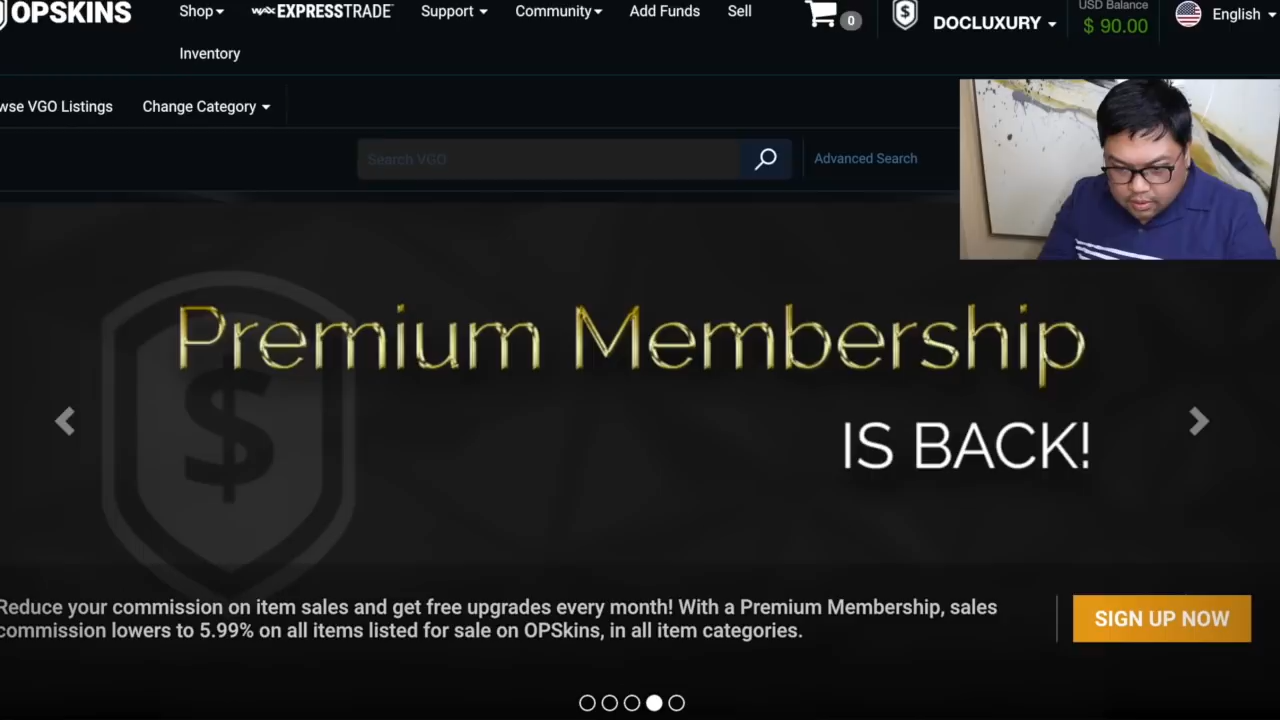 OPSKINS Shop WAX EXPRESSTRADE Support Community Add Funds Sell 0 $ DOCLUXURY USD Balance $ 90.00 English
Inventory
wse VGO Listings Change Category
Search VGO Advanced Search
Premium Membership
$
IS BACK!
Reduce your commission on item sales and get free upgrades every month! With a Premium Membership, sales
commission lowers to 5.99% on all items listed for sale on OPSkins, in all item categories.
SIGN UP NOW